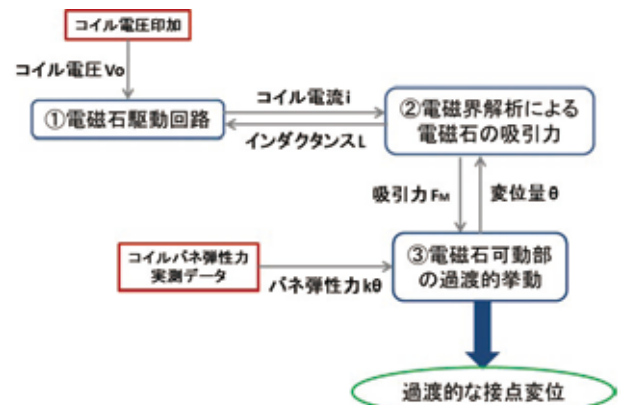 コイル電圧印加
コイル電圧Vo
①電磁石駆動回路
コイル電流i
インダクタンスL
②電磁界解析による
電磁石の吸引力
吸引力FM
変位量θ
コイルバネ弾性力
実測データ
バネ弾性力kθ
③電磁石可動部
の過渡的挙動
過渡的な接点変位